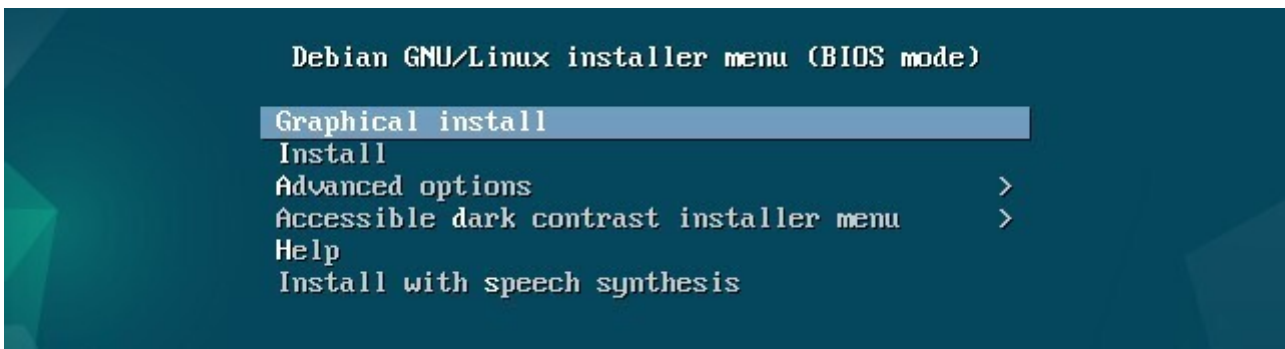 Debian GNU/Linux installer menu (BIOS mode)
Graphical install
Install
Advanced options >
Accessible dark contrast installer menu >
Help
Install with speech synthesis